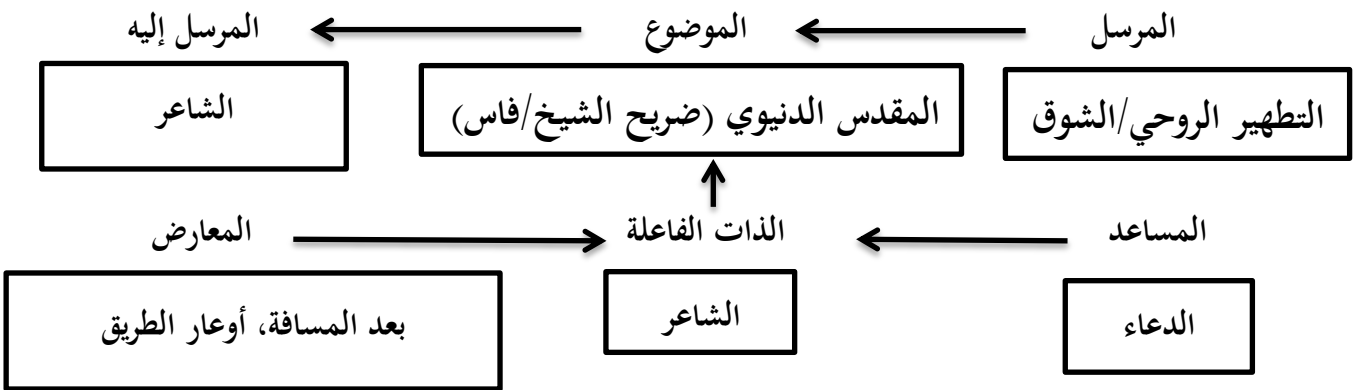 المرسل الموضوع المرسل إليه
التطهير الروحي/الشوق المقدس الدنيوي (ضريح الشيخ/فاس) الشاعر
المساعد الذات الفاعلة المعارض
الدعاء الشاعر بعد المسافة، أوعار الطريق